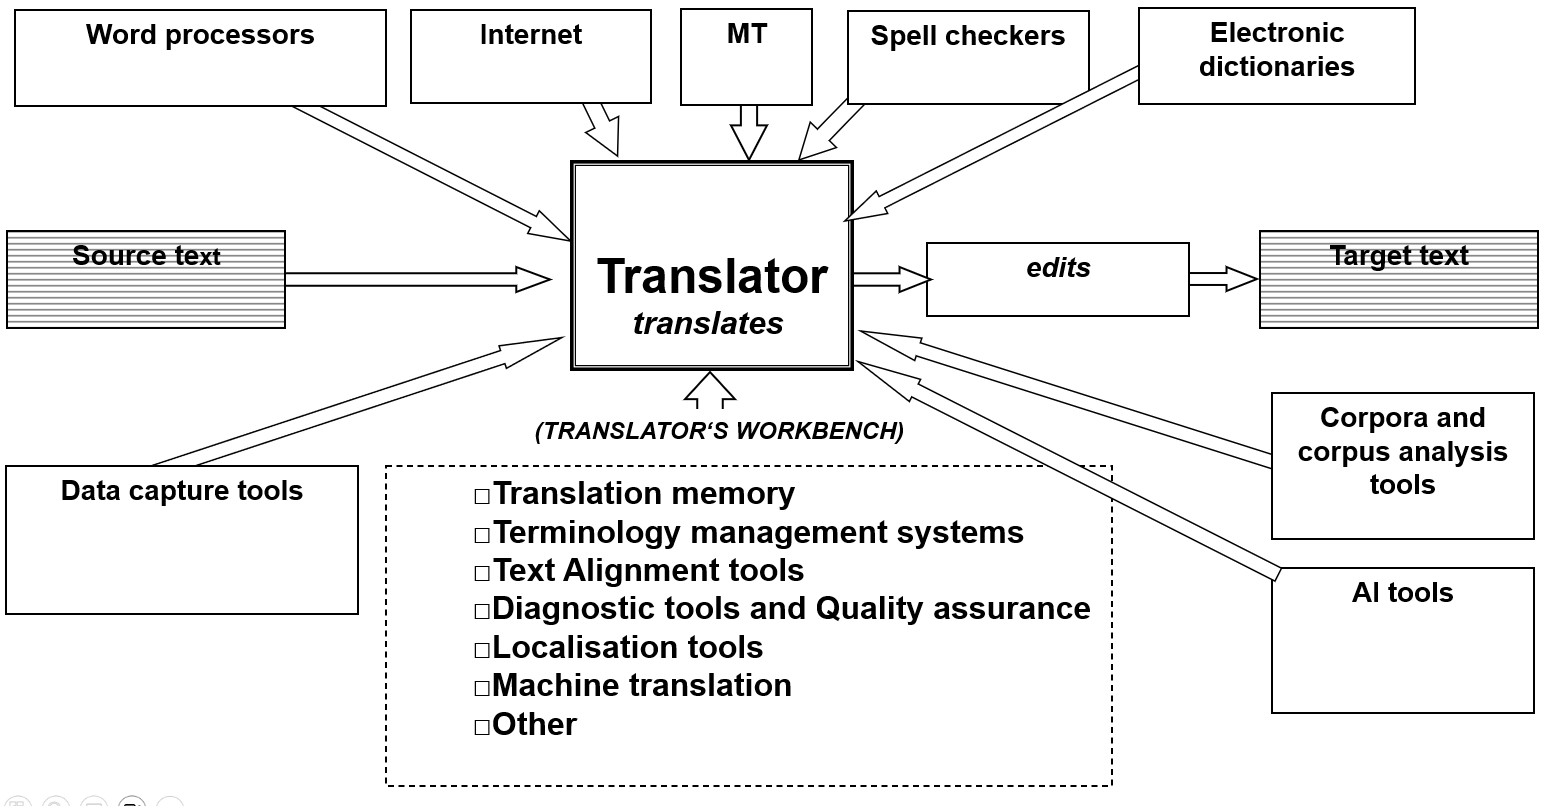 Word processors
Internet
MT
Spell checkers
Electronic
dictionaries
Source text
Translator
translates
edits
Target text
(TRANSLATOR‘S WORKBENCH)
Data capture tools
□Translation memory
□Terminology management systems
□Text Alignment tools
□Diagnostic tools and Quality assurance
□Localisation tools
□Machine translation
□Other
Corpora and
corpus analysis
tools
AI tools